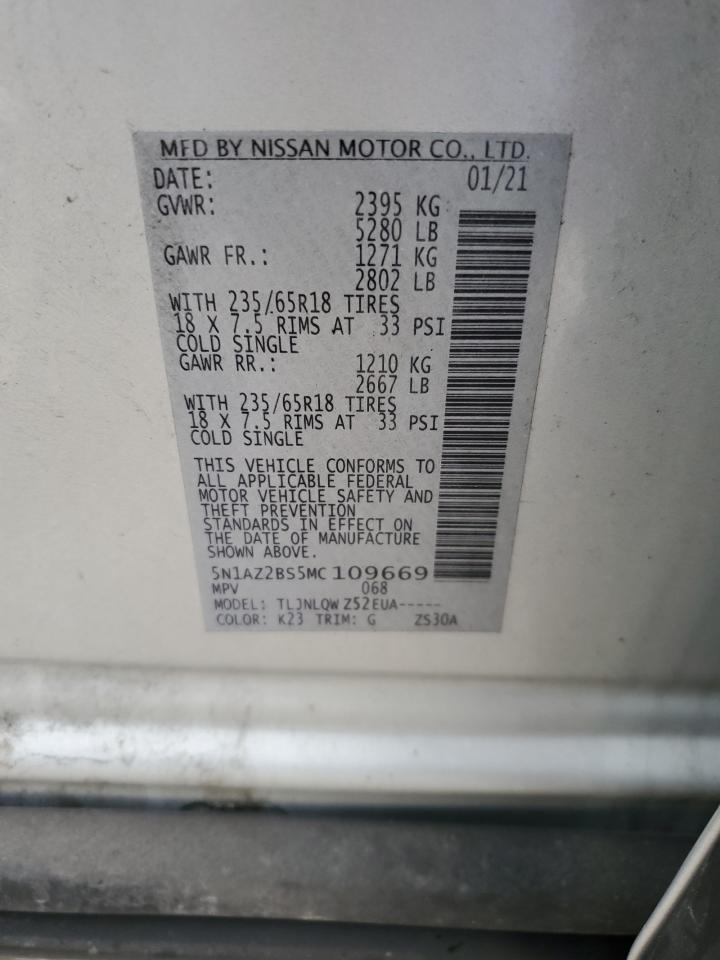 MFD BY NISSAN MOTOR CO., LTD.
DATE: 01/21
GVWR: 2395 KG
5280 LB
GAWR FR.: 1271 KG
2802 LB
WITH 235/65R18 TIRES
18 X 7.5 RIMS AT 33 PSI
COLD SINGLE
GAWR RR.: 1210 KG
2667 LB
WITH 235/65R18 TIRES
18 X 7.5 RIMS AT 33 PSI
COLD SINGLE
THIS VEHICLE CONFORMS TO
ALL APPLICABLE FEDERAL
MOTOR VEHICLE SAFETY AND
THEFT PREVENTION
STANDARDS IN EFFECT ON
THE DATE OF MANUFACTURE
SHOWN ABOVE.
5N1AZ2BS5MC 109669
MPV 068
MODEL: TLJNLQW Z52EUA-----
COLOR: K23 TRIM: G ZS30A